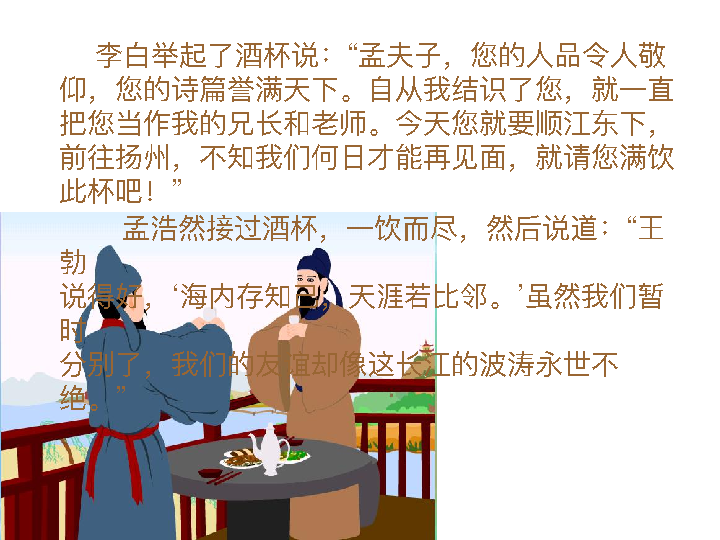 李白举起了酒杯说：“孟夫子，您的人品令人敬
仰，您的诗篇誉满天下。自从我结识了您，就一直
把您当作我的兄长和老师。今天您就要顺江东下，
前往扬州，不知我们何日才能再见面，就请您满饮
此杯吧！”
孟浩然接过酒杯，一饮而尽，然后说道：“王
勃
说得好，‘海内存知己，天涯若比邻。’虽然我们暂
时
分别了，我们的友谊却像这长江的波涛永世不
绝。”